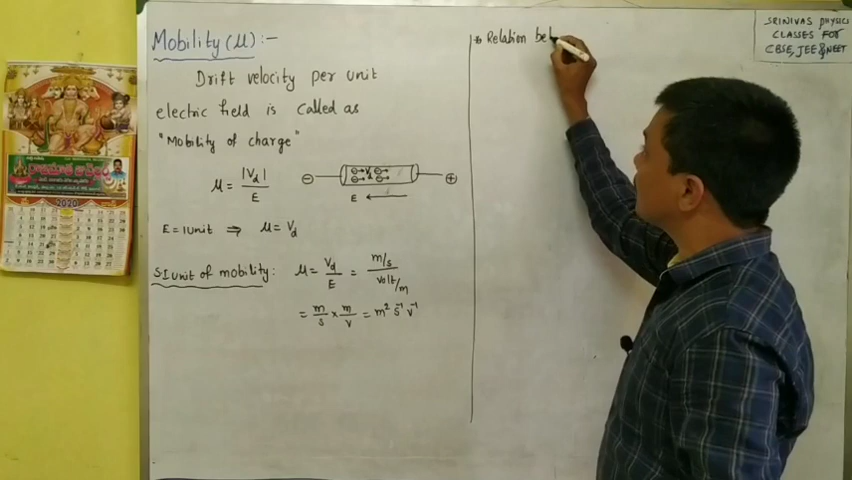 Mobility (μ) :-
Drift velocity per unit
electric field is called as
"Mobility of charge"
μ = |Vd| / E
E
E = 1 Unit ⇒ μ = Vd
S.I unit of mobility : μ = Vd / E = m/s / volt/m
= m/s × m/v = m² s⁻¹ v⁻¹
* Relation bet
SRINIVAS PHYSICS
CLASSES FOR
CBSE, JEE & NEET
2020